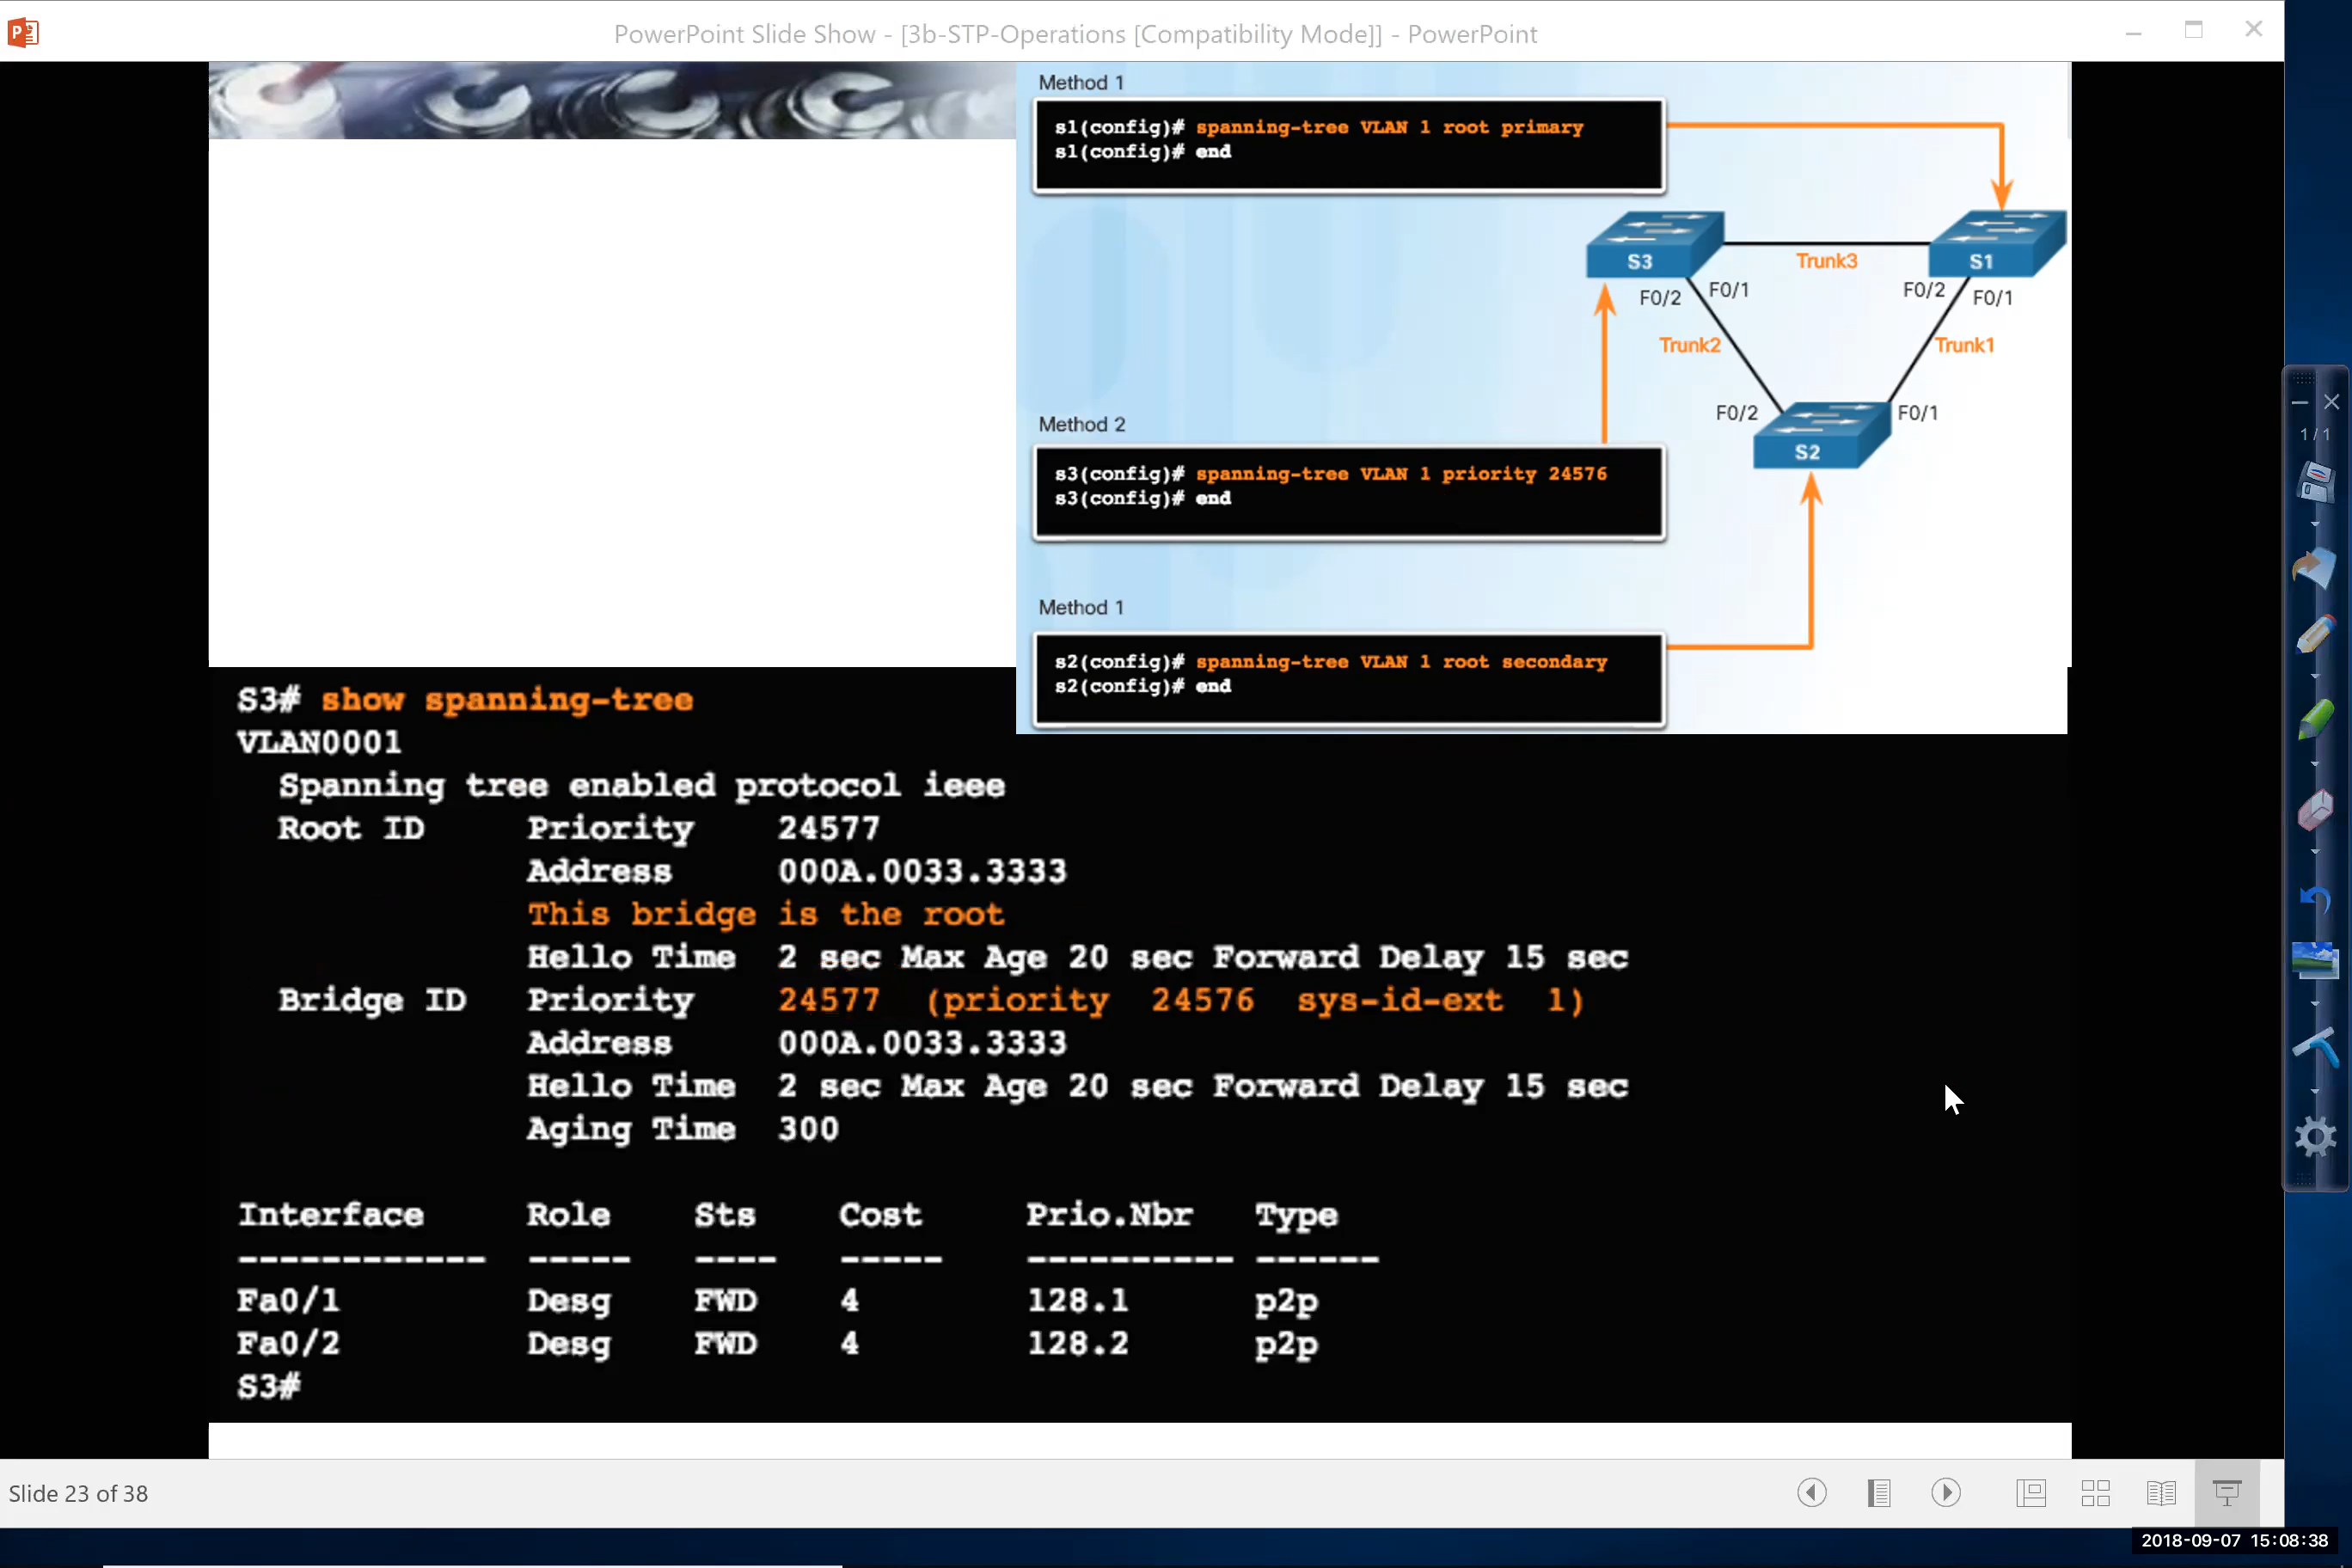 PowerPoint Slide Show - [3b-STP-Operations [Compatibility Mode]] - PowerPoint
Method 1
s1(config)# spanning-tree VLAN 1 root primary
s1(config)# end
S3
Trunk3
S1
F0/2
F0/1
F0/2
F0/1
Trunk2
Trunk1
F0/2
F0/1
S2
Method 2
s3(config)# spanning-tree VLAN 1 priority 24576
s3(config)# end
Method 1
s2(config)# spanning-tree VLAN 1 root secondary
s2(config)# end
S3# show spanning-tree
VLAN0001
Spanning tree enabled protocol ieee
Root ID Priority 24577
Address 000A.0033.3333
This bridge is the root
Hello Time 2 sec Max Age 20 sec Forward Delay 15 sec
Bridge ID Priority 24577 (priority 24576 sys-id-ext 1)
Address 000A.0033.3333
Hello Time 2 sec Max Age 20 sec Forward Delay 15 sec
Aging Time 300
Interface Role Sts Cost Prio.Nbr Type
------------ ----- ---- ----- ---------- ------
Fa0/1 Desg FWD 4 128.1 p2p
Fa0/2 Desg FWD 4 128.2 p2p
S3#
1/1
Slide 23 of 38
2018-09-07 15:08:38